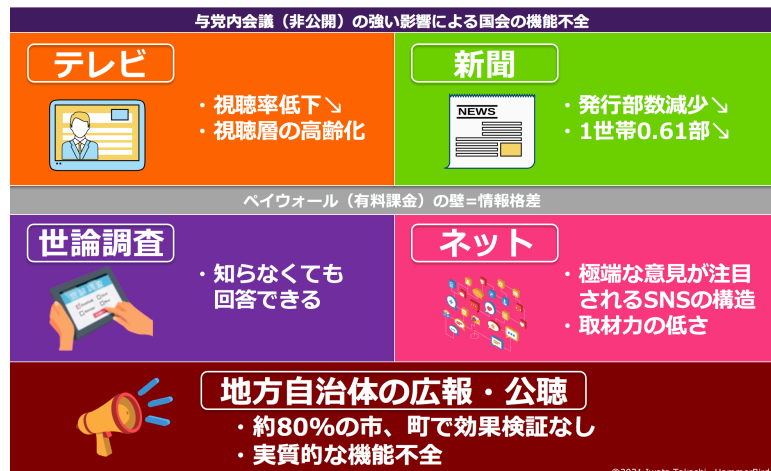 与党内会議（非公開）の強い影響による国会の機能不全
テレビ
・視聴率低下↘
・視聴層の高齢化
新聞
NEWS
・発行部数減少↘
・1世帯0.61部↘
ペイウォール（有料課金）の壁=情報格差
世論調査
・知らなくても
回答できる
ネット
・極端な意見が注目
されるSNSの構造
・取材力の低さ
地方自治体の広報・公聴
・約80%の市、町で効果検証なし
・実質的な機能不全